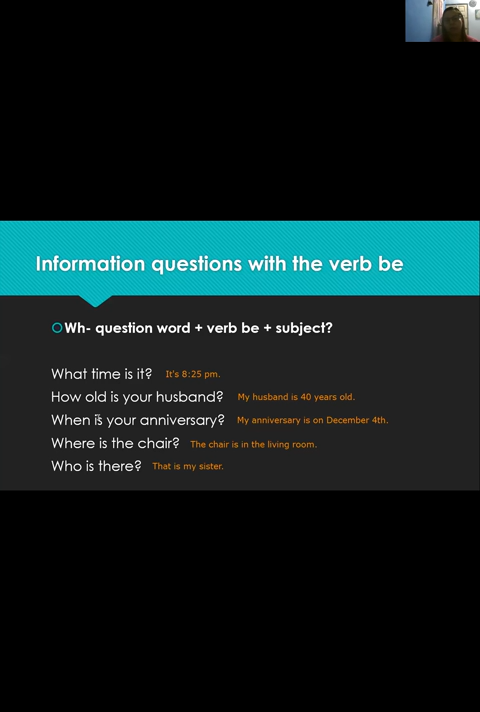 Information questions with the verb be
Wh- question word + verb be + subject?
What time is it? It's 8:25 pm.
How old is your husband? My husband is 40 years old.
When is your anniversary? My anniversary is on December 4th.
Where is the chair? The chair is in the living room.
Who is there? That is my sister.